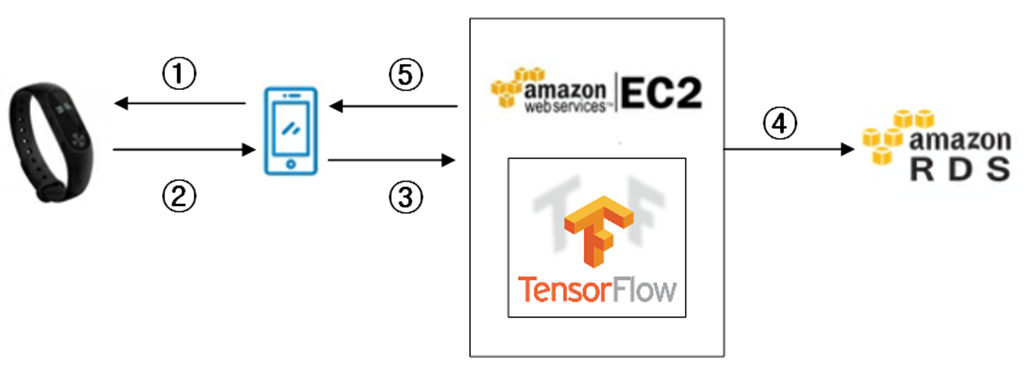 ①
⑤
amazon
web services™
EC2
④
amazon
RDS
②
③
TensorFlow